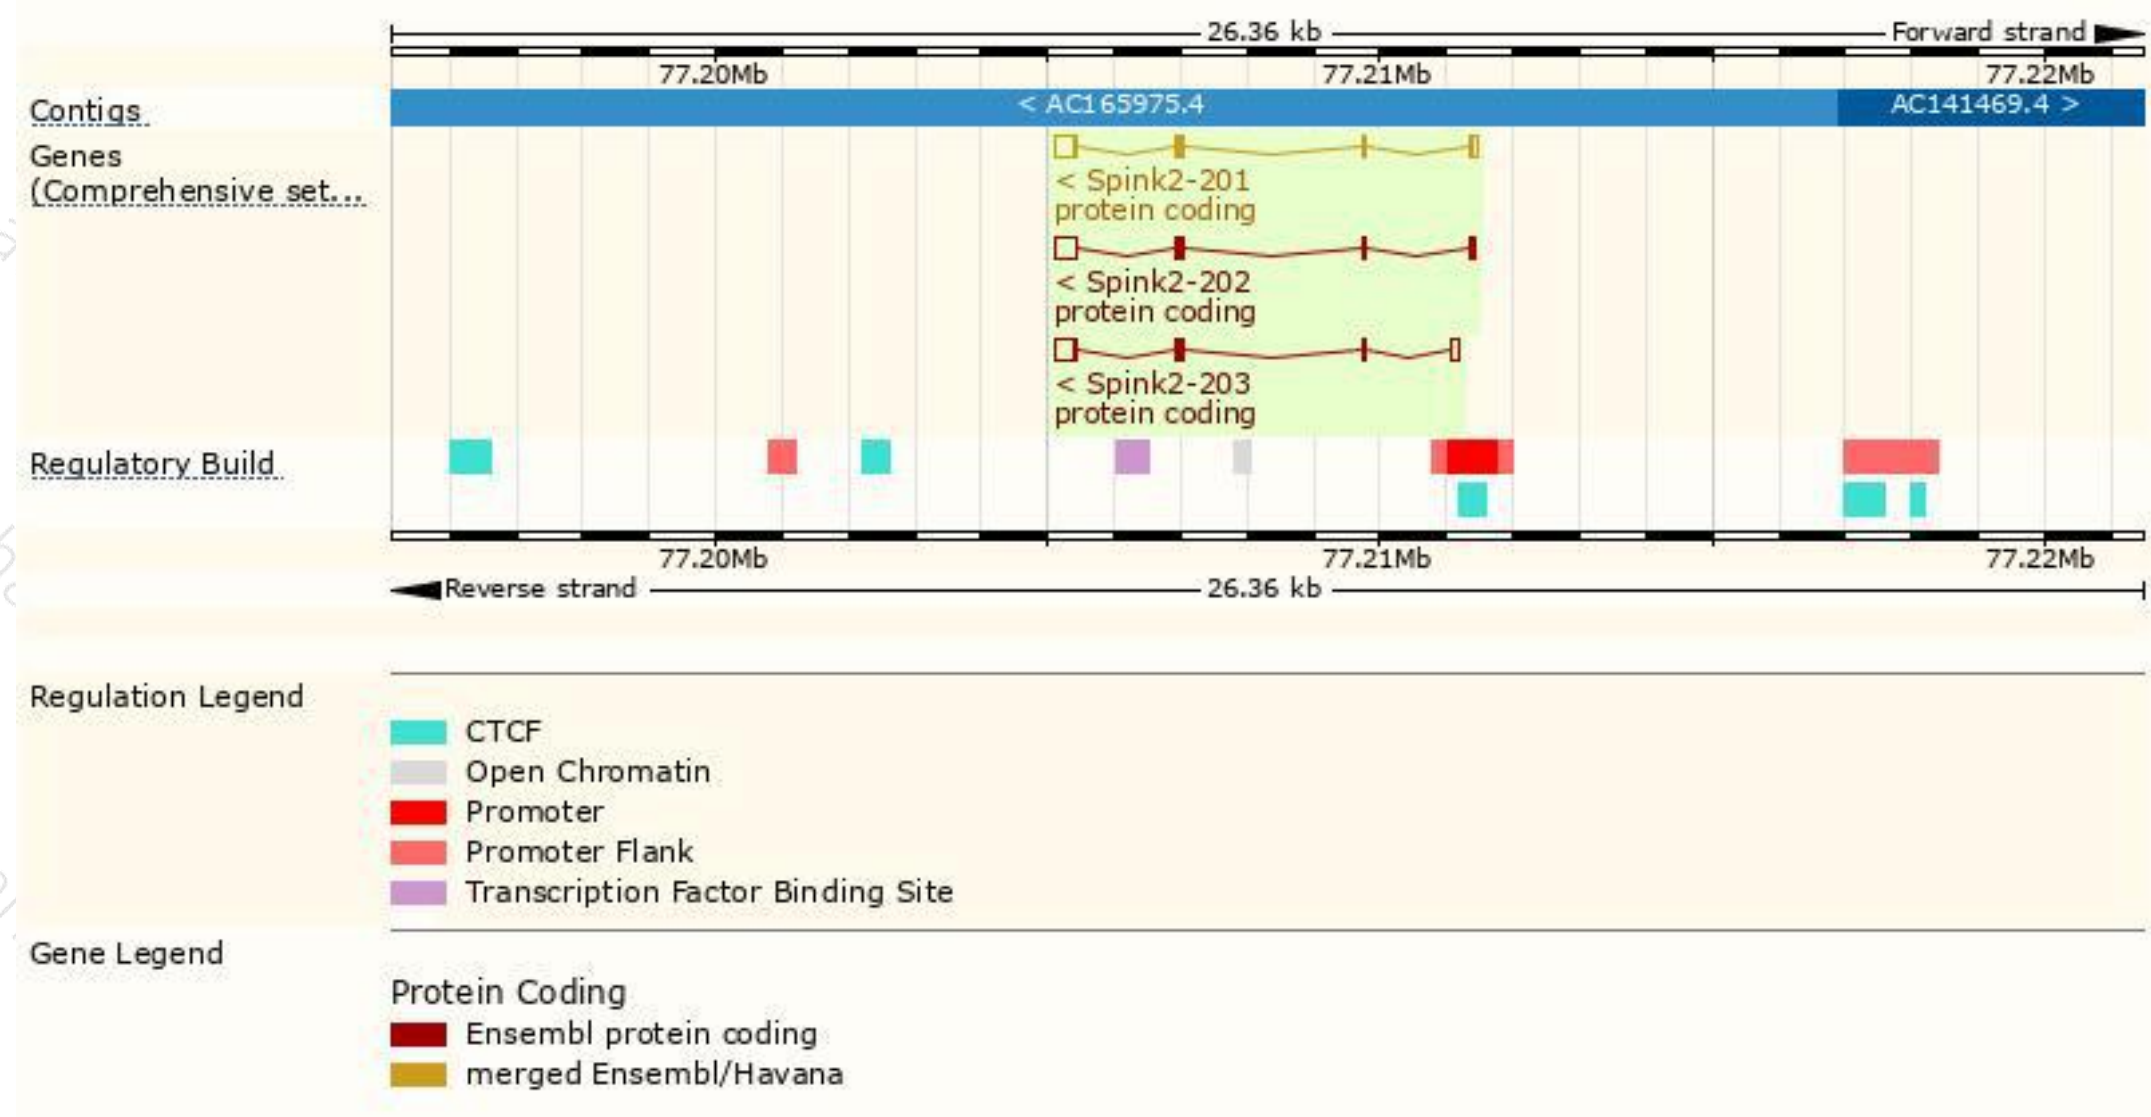 26.36 kb
Forward strand
77.20Mb 77.21Mb 77.22Mb
Contigs
< AC165975.4 AC141469.4 >
Genes
(Comprehensive set...
< Spink2-201
protein coding
< Spink2-202
protein coding
< Spink2-203
protein coding
Regulatory Build
77.20Mb 77.21Mb 77.22Mb
Reverse strand 26.36 kb
Regulation Legend
CTCF
Open Chromatin
Promoter
Promoter Flank
Transcription Factor Binding Site
Gene Legend
Protein Coding
Ensembl protein coding
merged Ensembl/Havana